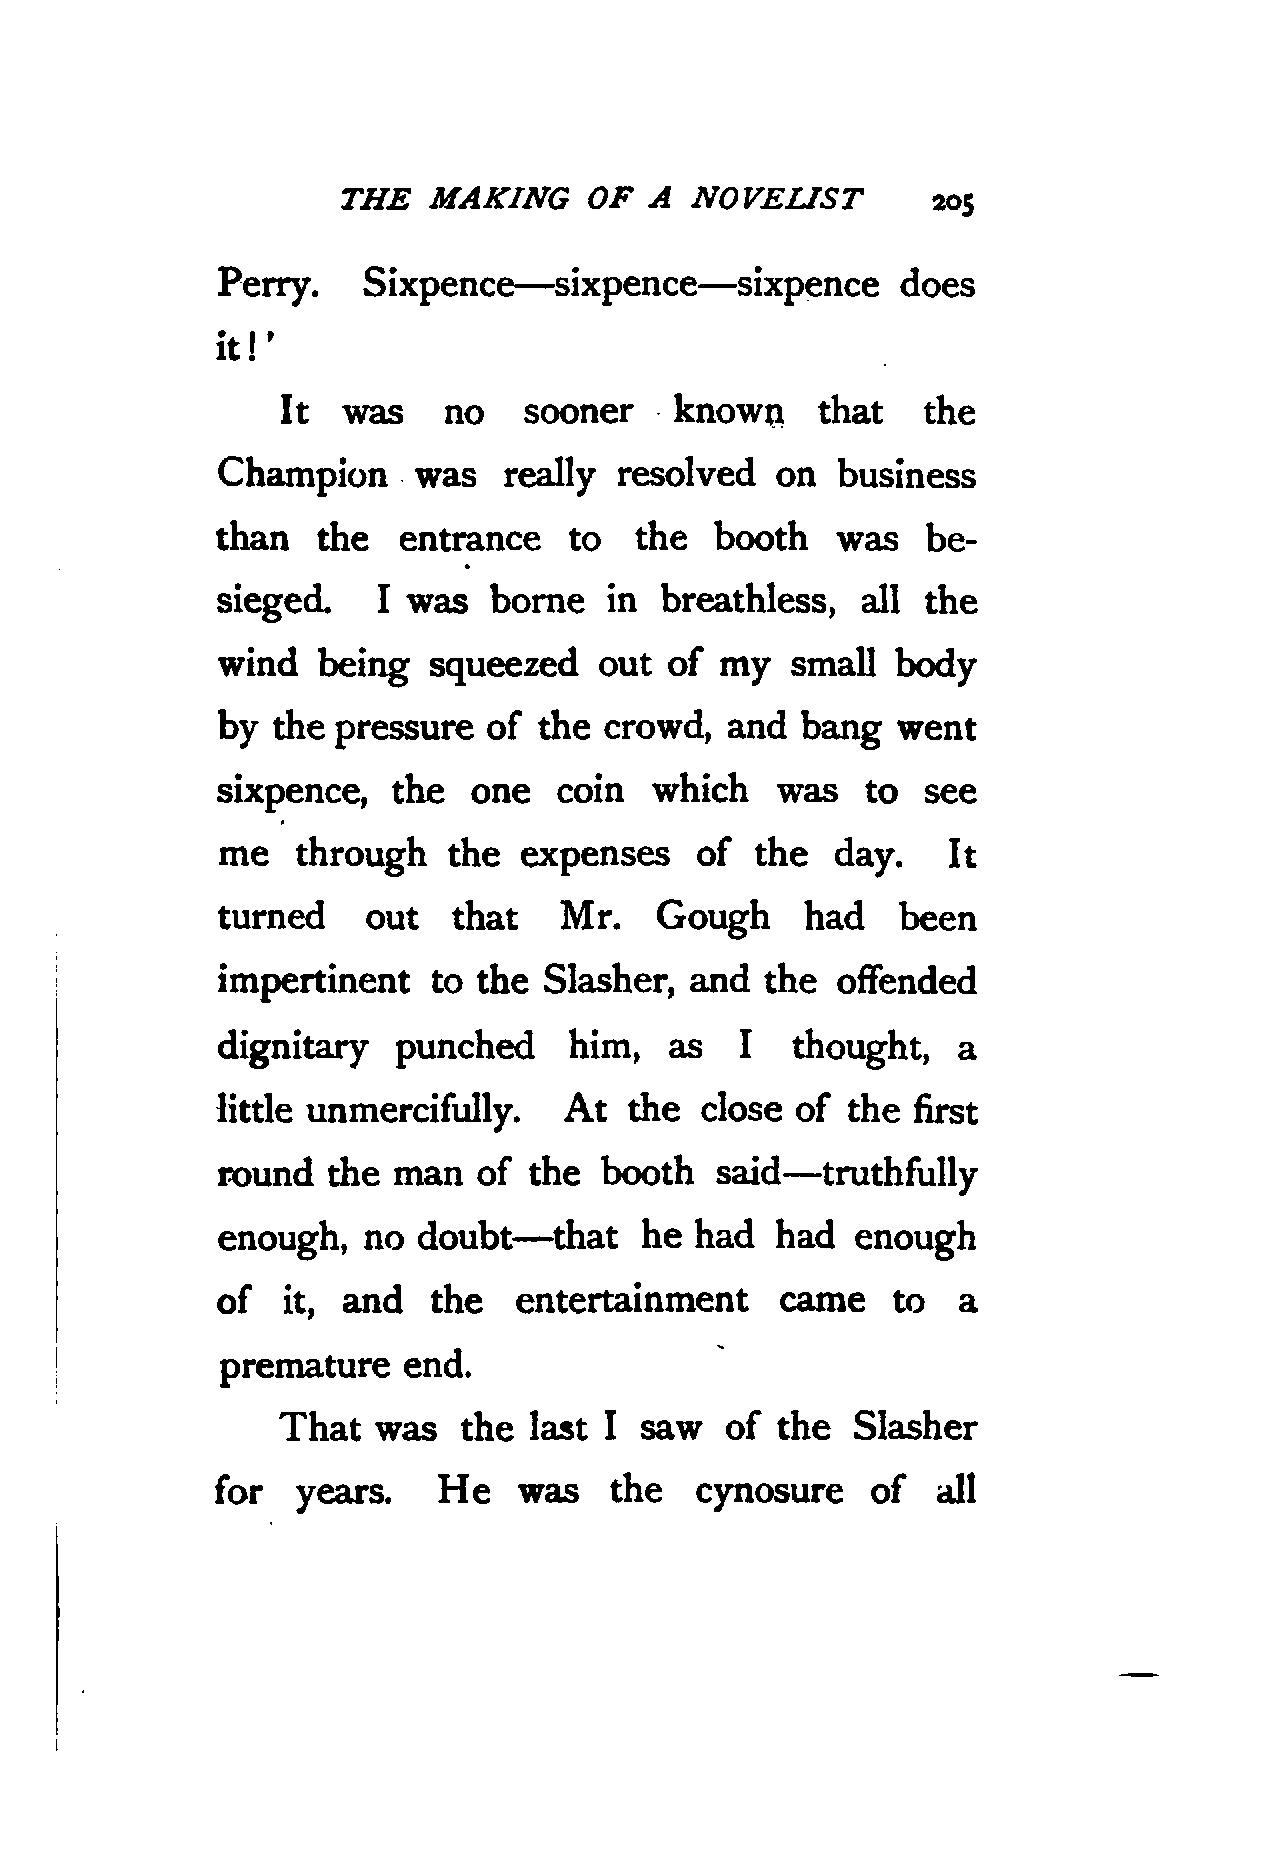 THE MAKING OF A NOVELIST 205
Perry. Sixpence—sixpence—sixpence does
it!'
It was no sooner known that the
Champion was really resolved on business
than the entrance to the booth was be-
sieged. I was borne in breathless, all the
wind being squeezed out of my small body
by the pressure of the crowd, and bang went
sixpence, the one coin which was to see
me through the expenses of the day. It
turned out that Mr. Gough had been
impertinent to the Slasher, and the offended
dignitary punched him, as I thought, a
little unmercifully. At the close of the first
round the man of the booth said—truthfully
enough, no doubt—that he had had enough
of it, and the entertainment came to a
premature end.
That was the last I saw of the Slasher
for years. He was the cynosure of all